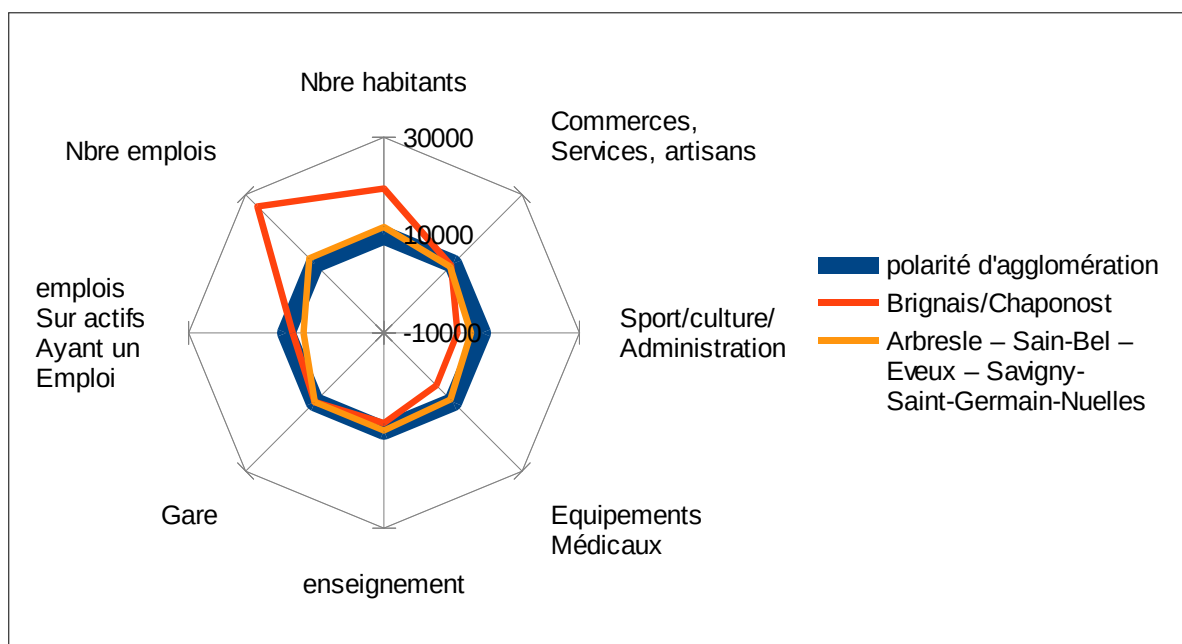 Nbre habitants
Commerces,
Services, artisans
Nbre emplois
30000
10000
-10000
emplois
Sur actifs
Ayant un
Emploi
Sport/culture/
Administration
Gare
Equipements
Médicaux
enseignement
polarité d'agglomération
Brignais/Chaponost
Arbresle – Sain-Bel –
Eveux – Savigny-
Saint-Germain-Nuelles